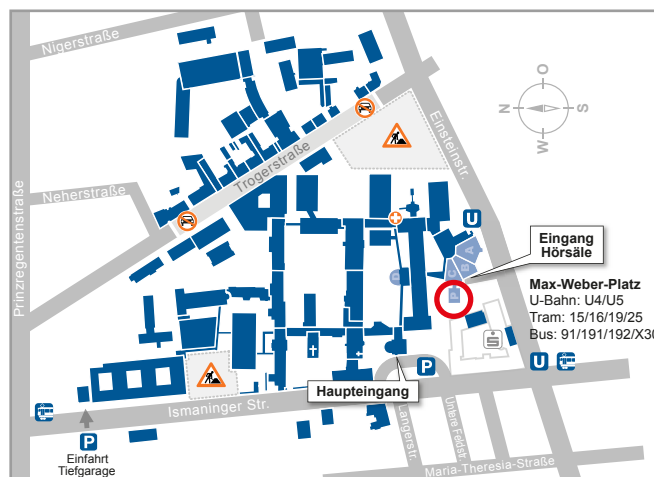 Nigerstraße
Prinzregentenstraße
Neherstraße
Trogerstraße
Einsteinstr.
N
O
S
W
U
A
B
C
P
D
Eingang
Hörsäle
Max-Weber-Platz
U-Bahn: U4/U5
Tram: 15/16/19/25
Bus: 91/191/192/X30
S
U
P
Haupteingang
Ismaninger Str.
P
Einfahrt
Tiefgarage
Langerstr.
Untere Feldstr.
Maria-Theresia-Straße